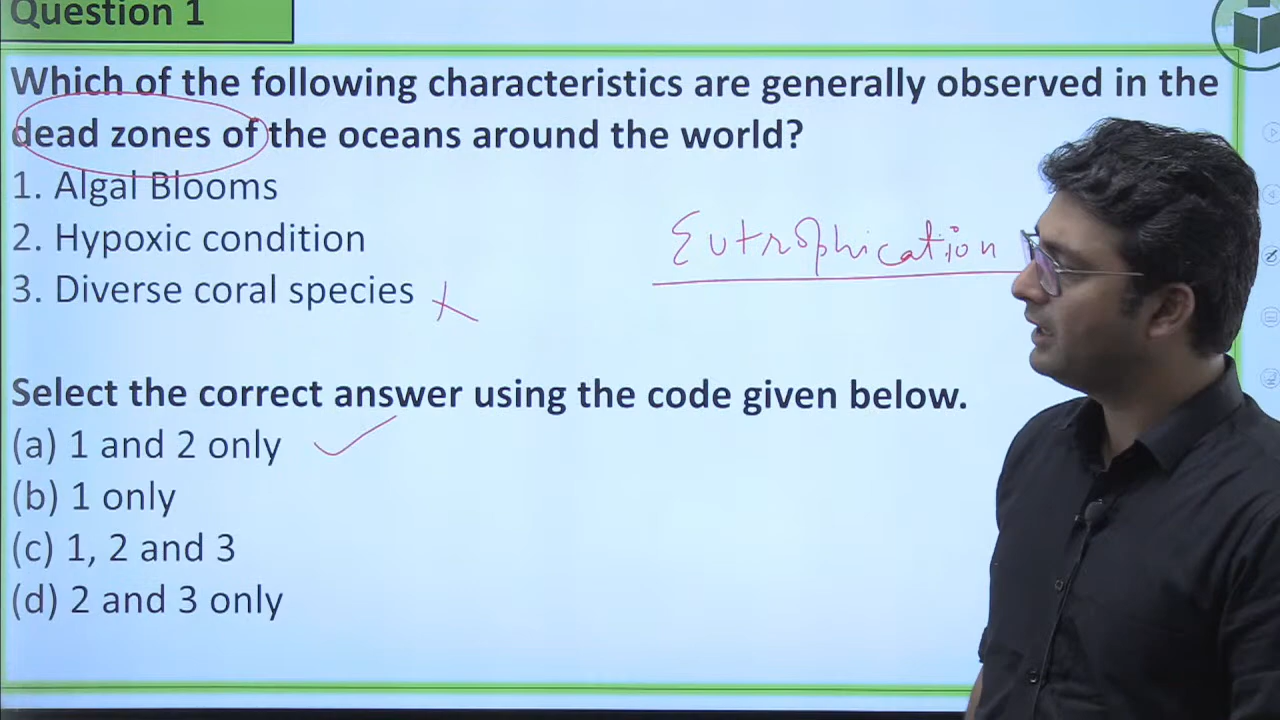 Question 1
Which of the following characteristics are generally observed in the
dead zones of the oceans around the world?
1. Algal Blooms
2. Hypoxic condition
3. Diverse coral species
Eutrophication
Select the correct answer using the code given below.
(a) 1 and 2 only
(b) 1 only
(c) 1, 2 and 3
(d) 2 and 3 only